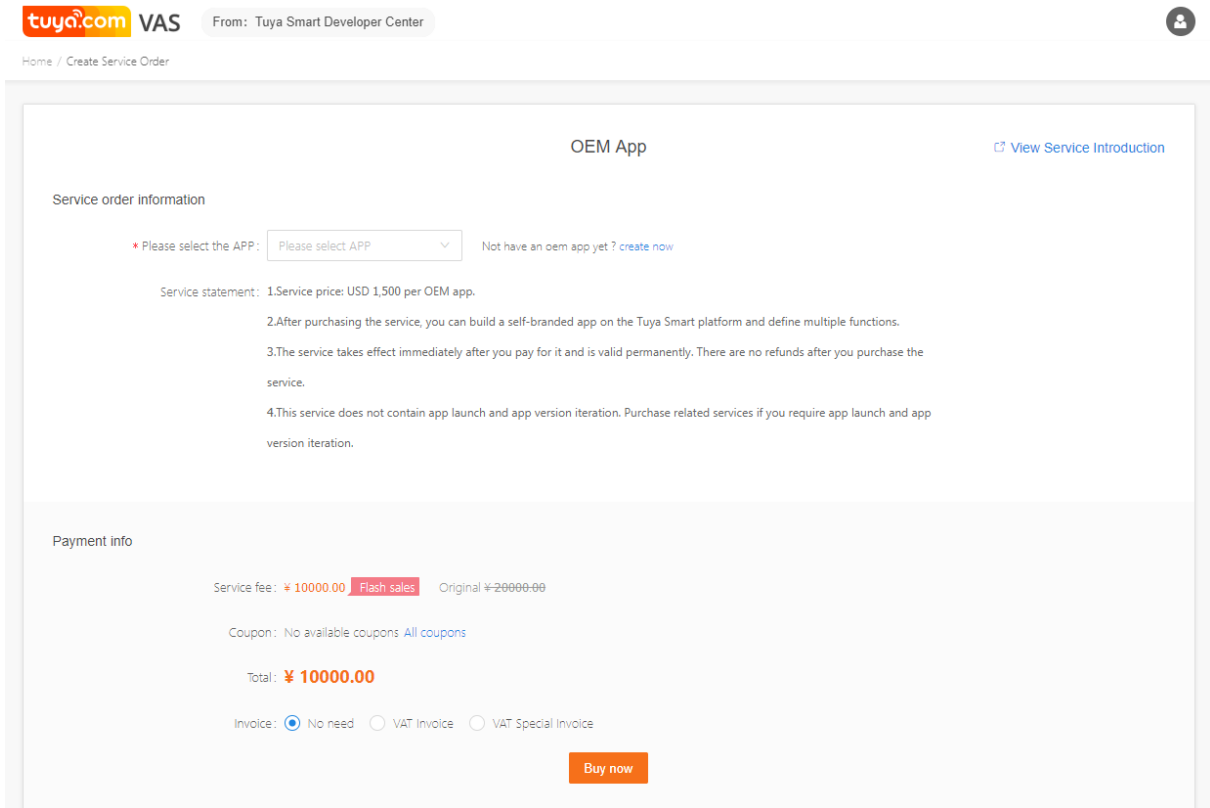 tuya.com VAS From: Tuya Smart Developer Center
Home / Create Service Order
OEM App
View Service Introduction
Service order information
* Please select the APP: Please select APP Not have an oem app yet ? create now
Service statement: 1.Service price: USD 1,500 per OEM app.
2.After purchasing the service, you can build a self-branded app on the Tuya Smart platform and define multiple functions.
3.The service takes effect immediately after you pay for it and is valid permanently. There are no refunds after you purchase the
service.
4.This service does not contain app launch and app version iteration. Purchase related services if you require app launch and app
version iteration.
Payment info
Service fee: ¥ 10000.00 Flash sales Original ¥ 20000.00
Coupon: No available coupons All coupons
Total: ¥ 10000.00
Invoice: No need VAT Invoice VAT Special Invoice
Buy now